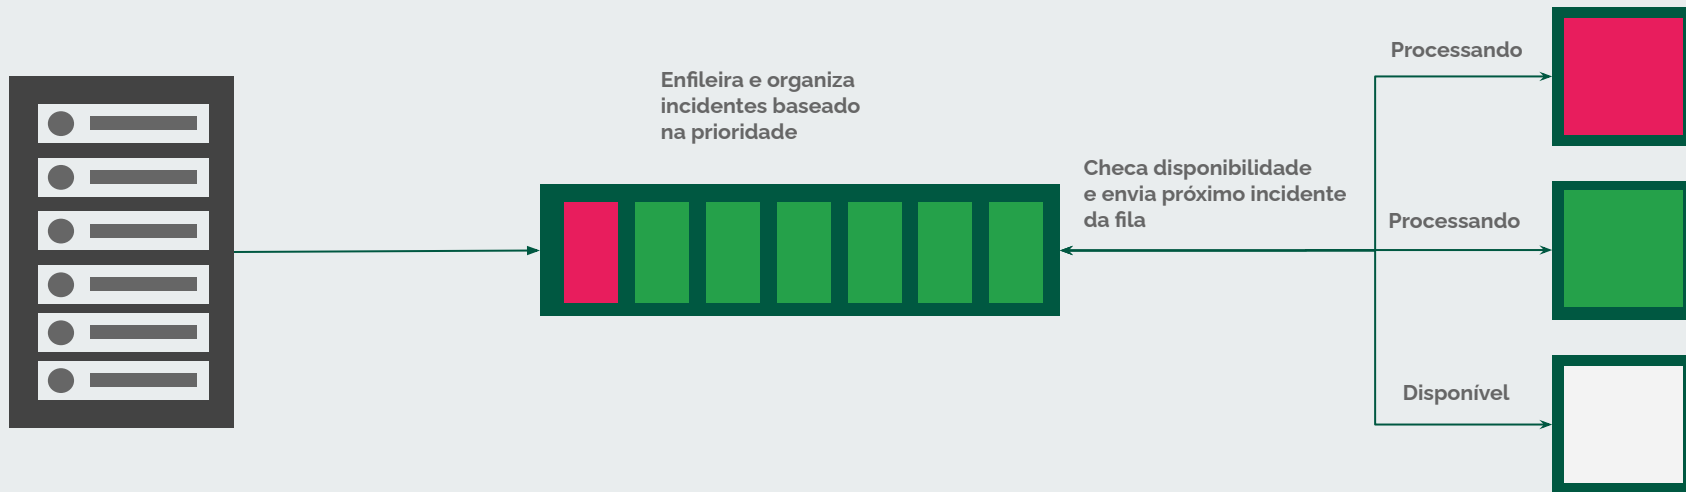 Enfileira e organiza
incidentes baseado
na prioridade
Checa disponibilidade
e envia próximo incidente
da fila
Processando
Processando
Disponível